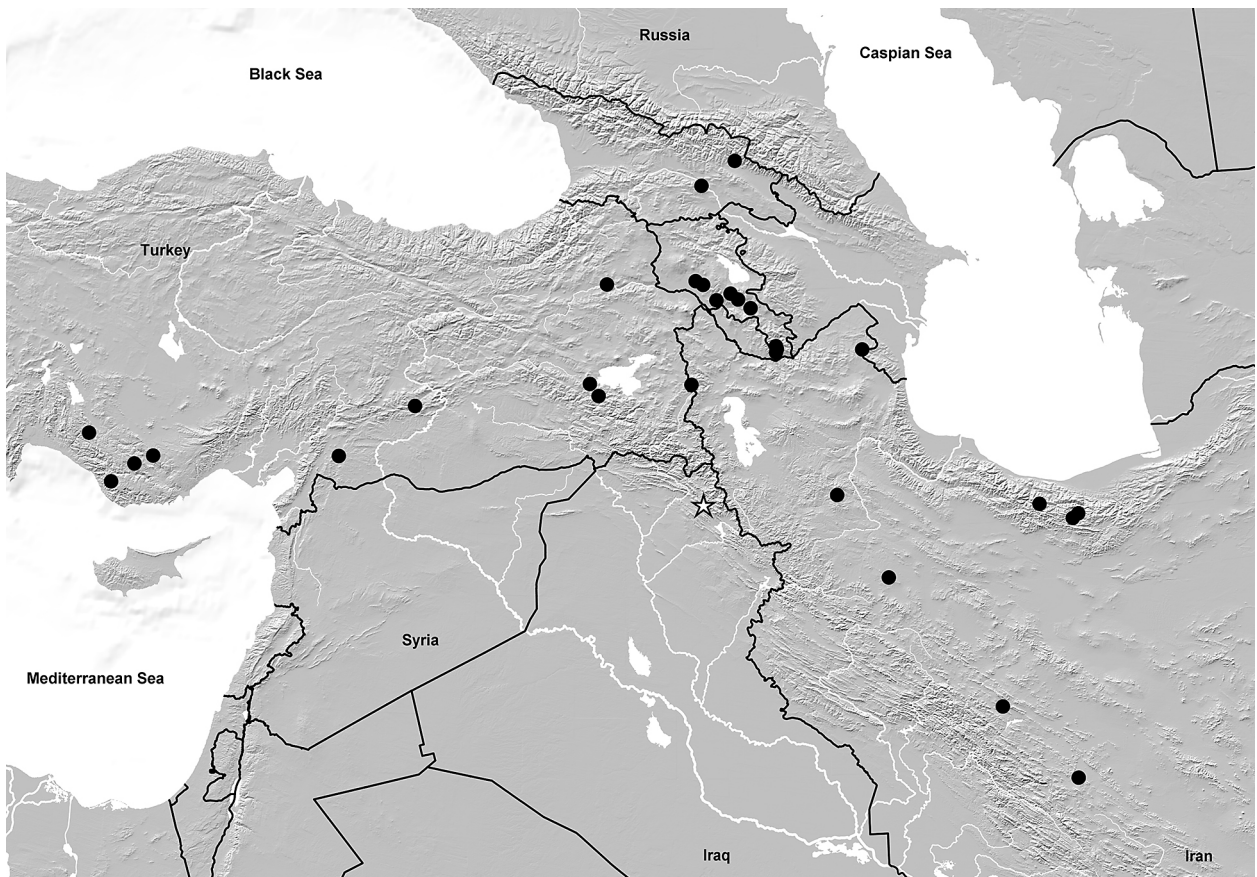 Russia
Caspian Sea
Black Sea
Turkey
Syria
Mediterranean Sea
Iraq
Iran